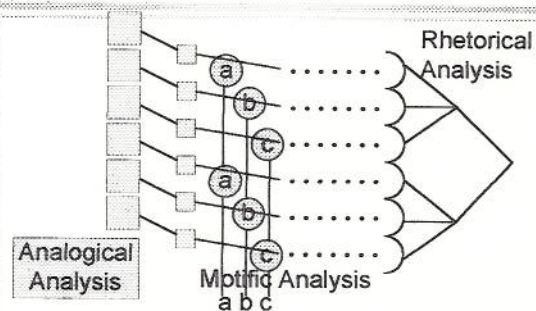 Rhetorical
Analysis
a
b
c
a
b
c
Analogical
Analysis
Motific Analysis
a b c